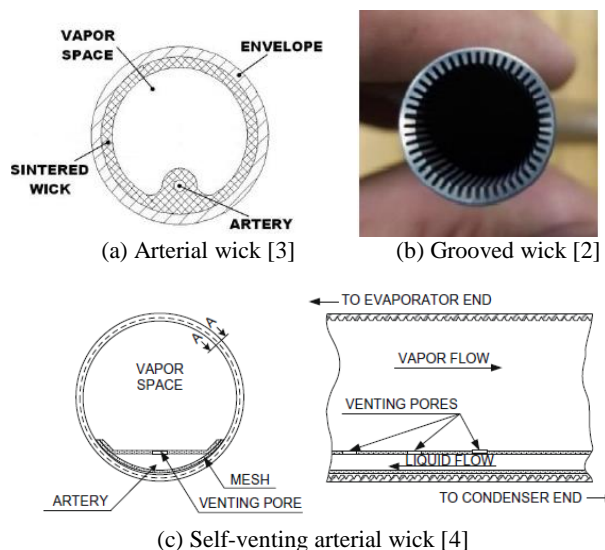 VAPOR
SPACE
ENVELOPE
SINTERED
WICK
ARTERY
(a) Arterial wick [3]
(b) Grooved wick [2]
TO EVAPORATOR END
A
A
VAPOR
SPACE
VAPOR FLOW
VENTING PORES
LIQUID FLOW
MESH
ARTERY
VENTING PORE
TO CONDENSER END
(c) Self-venting arterial wick [4]